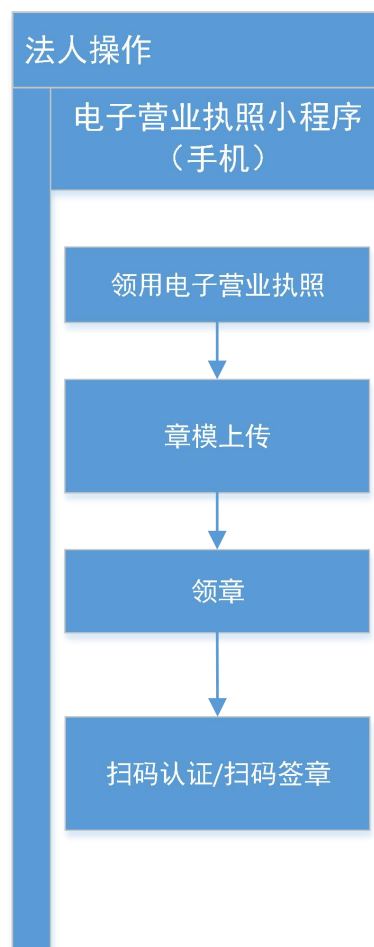 法人操作
电子营业执照小程序
（手机）
领用电子营业执照
章模上传
领章
扫码认证/扫码签章